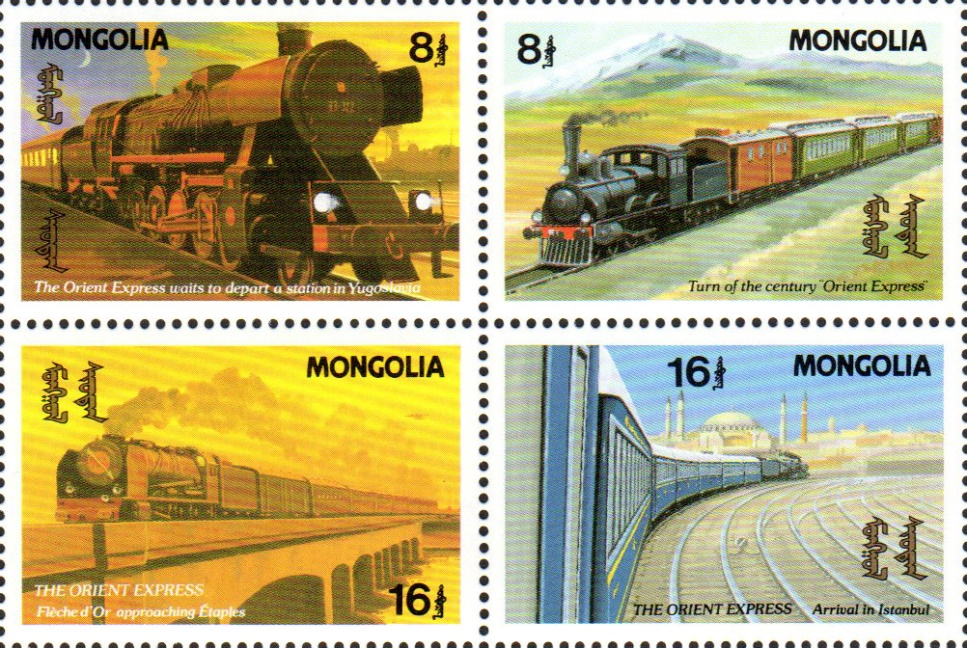 MONGOLIA
8
The Orient Express waits to depart a station in Yugoslavia
8
MONGOLIA
Turn of the century "Orient Express"
MONGOLIA
THE ORIENT EXPRESS
Flèche d'Or approaching Étaples
16
16
MONGOLIA
THE ORIENT EXPRESS Arrival in Istanbul